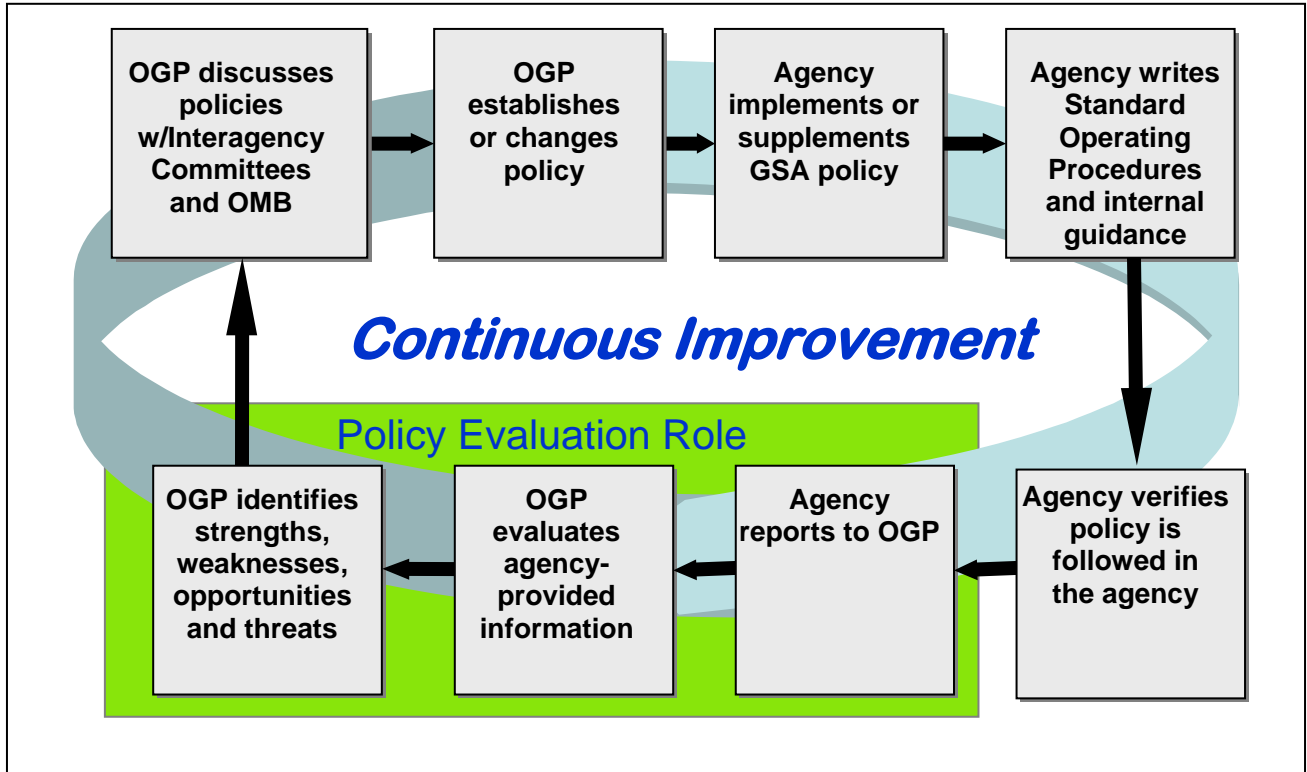 OGP discusses
policies
w/Interagency
Committees
and OMB
OGP
establishes
or changes
policy
Agency
implements or
supplements
GSA policy
Agency writes
Standard
Operating
Procedures
and internal
guidance
Continuous Improvement
Policy Evaluation Role
OGP identifies
strengths,
weaknesses,
opportunities
and threats
OGP
evaluates
agency-
provided
information
Agency
reports to OGP
Agency verifies
policy is
followed in
the agency